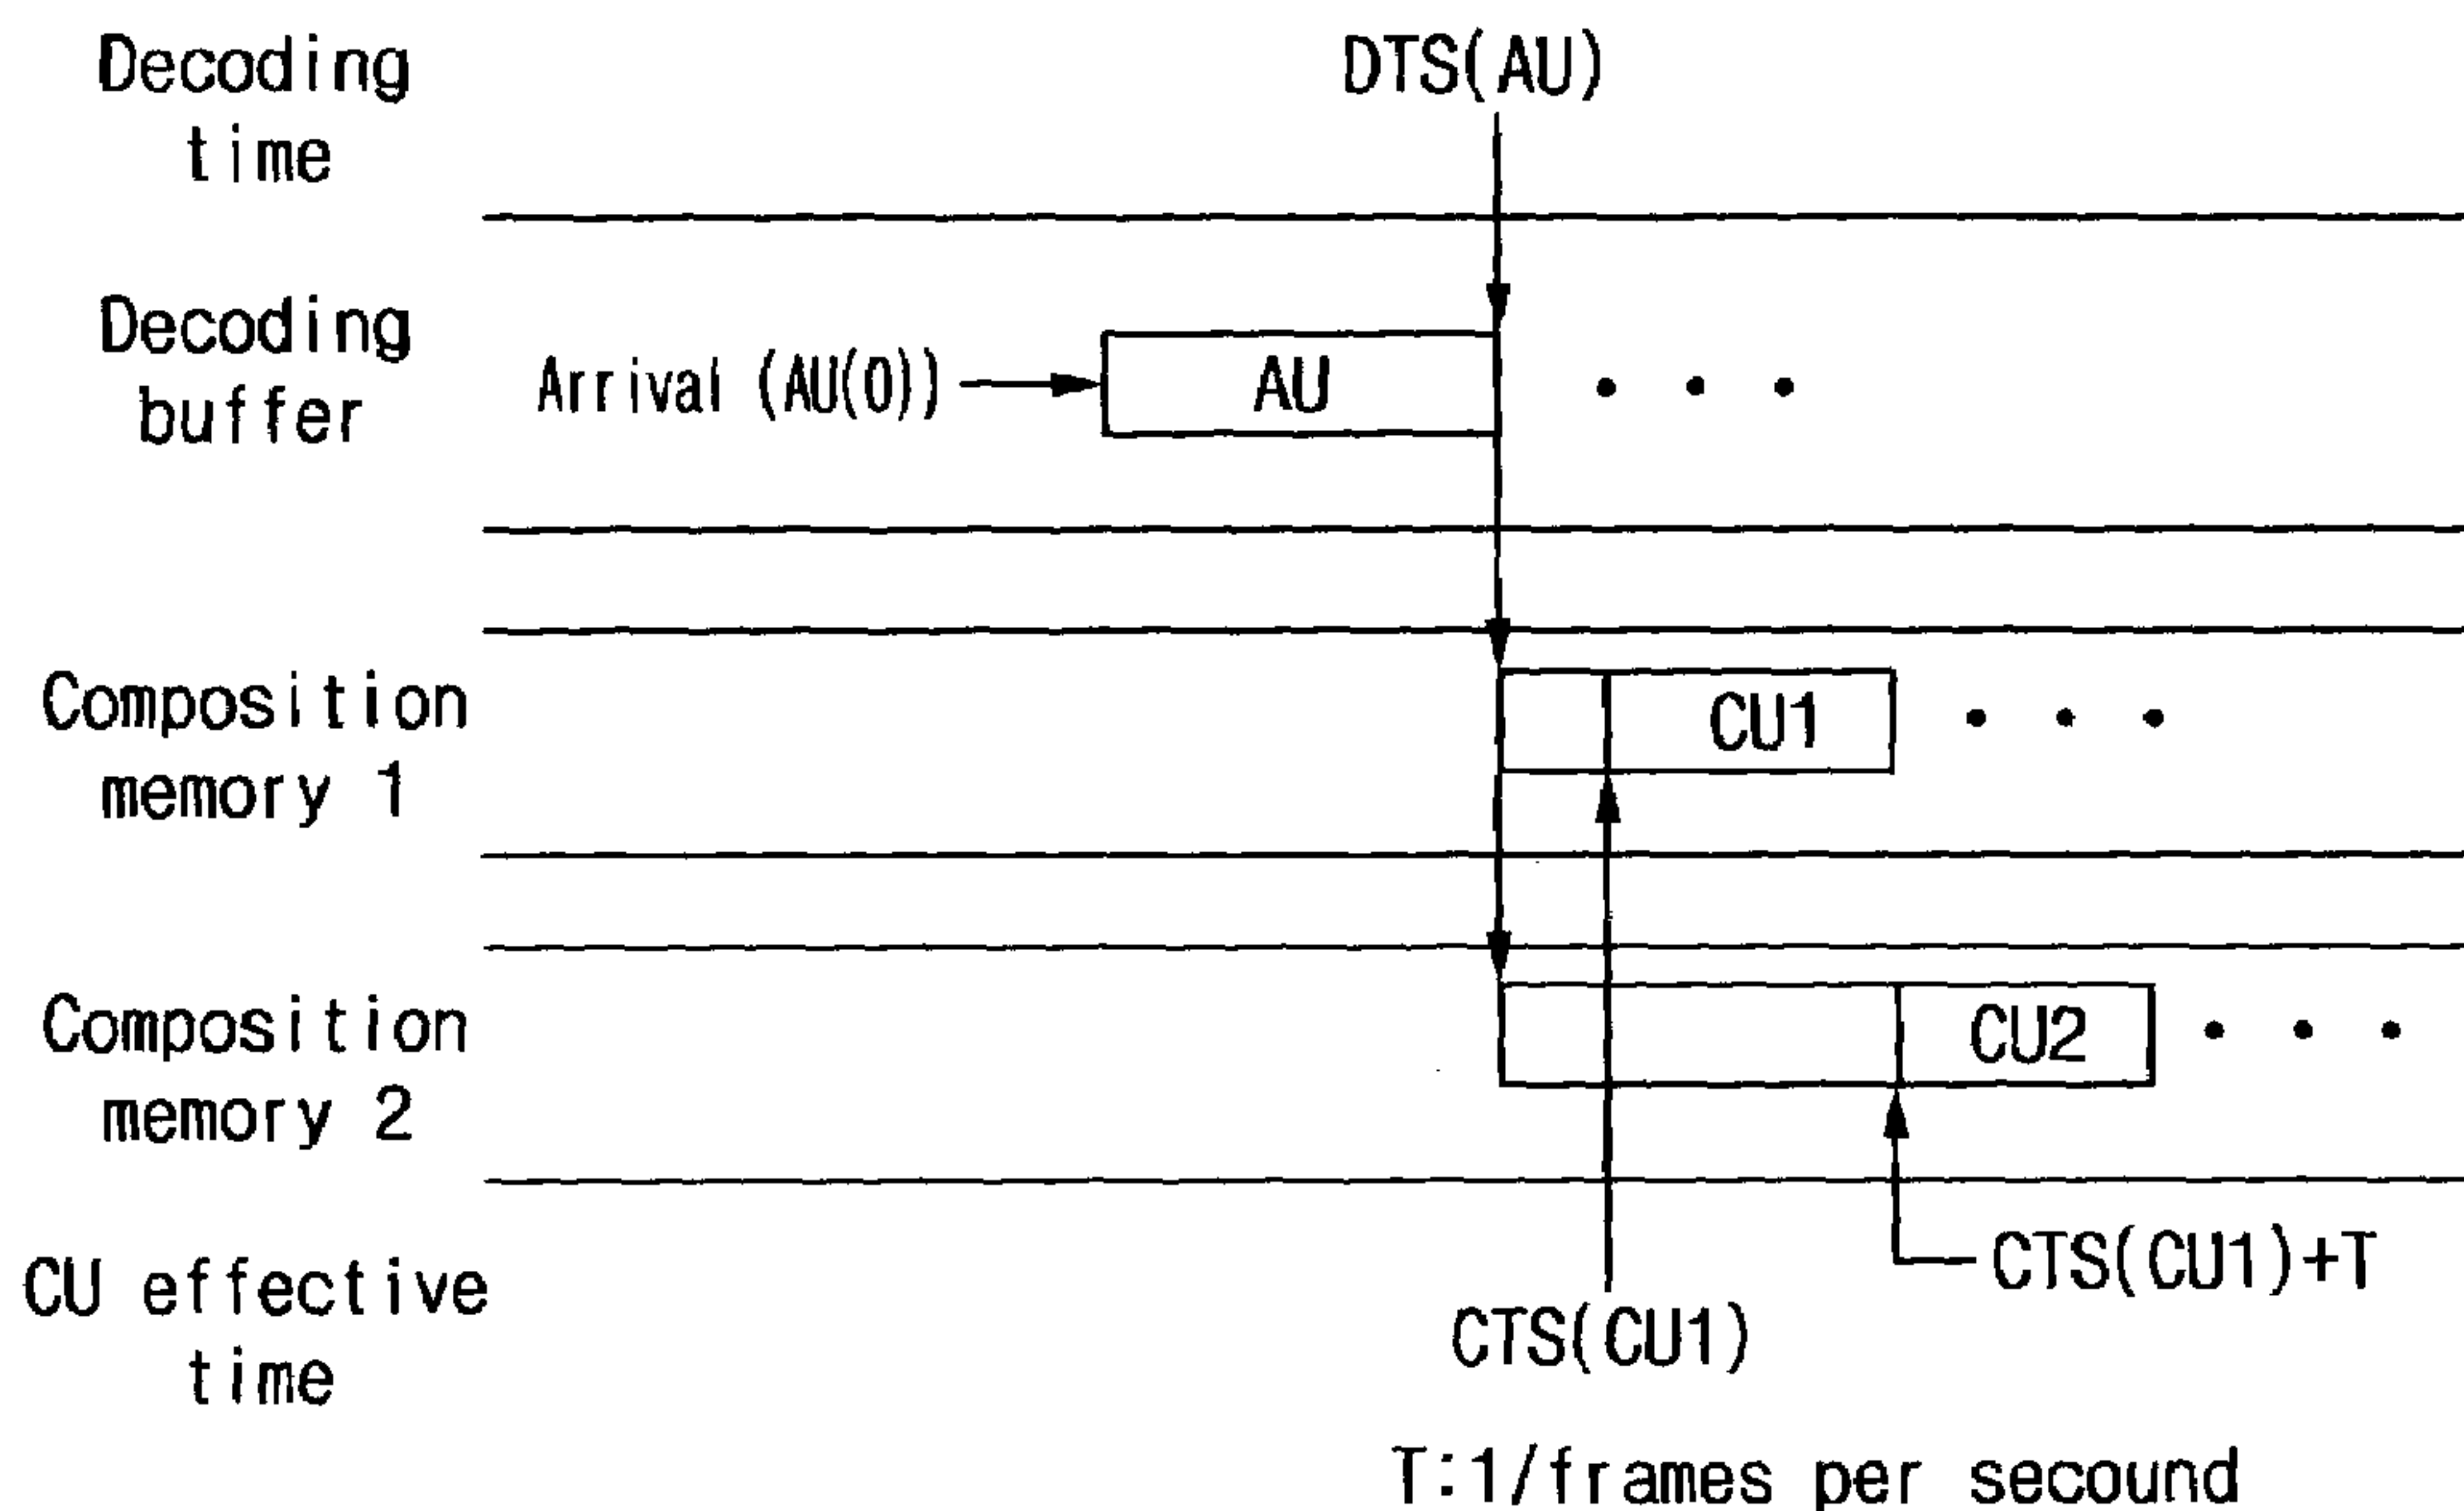 Decoding
time
DTS(AU)
Decoding
buffer
Arrival (AU(0))
AU
Composition
memory 1
CU1
Composition
memory 2
CU2
CU effective
time
CTS(CU1)+T
CTS(CU1)
T:1/frames per secound